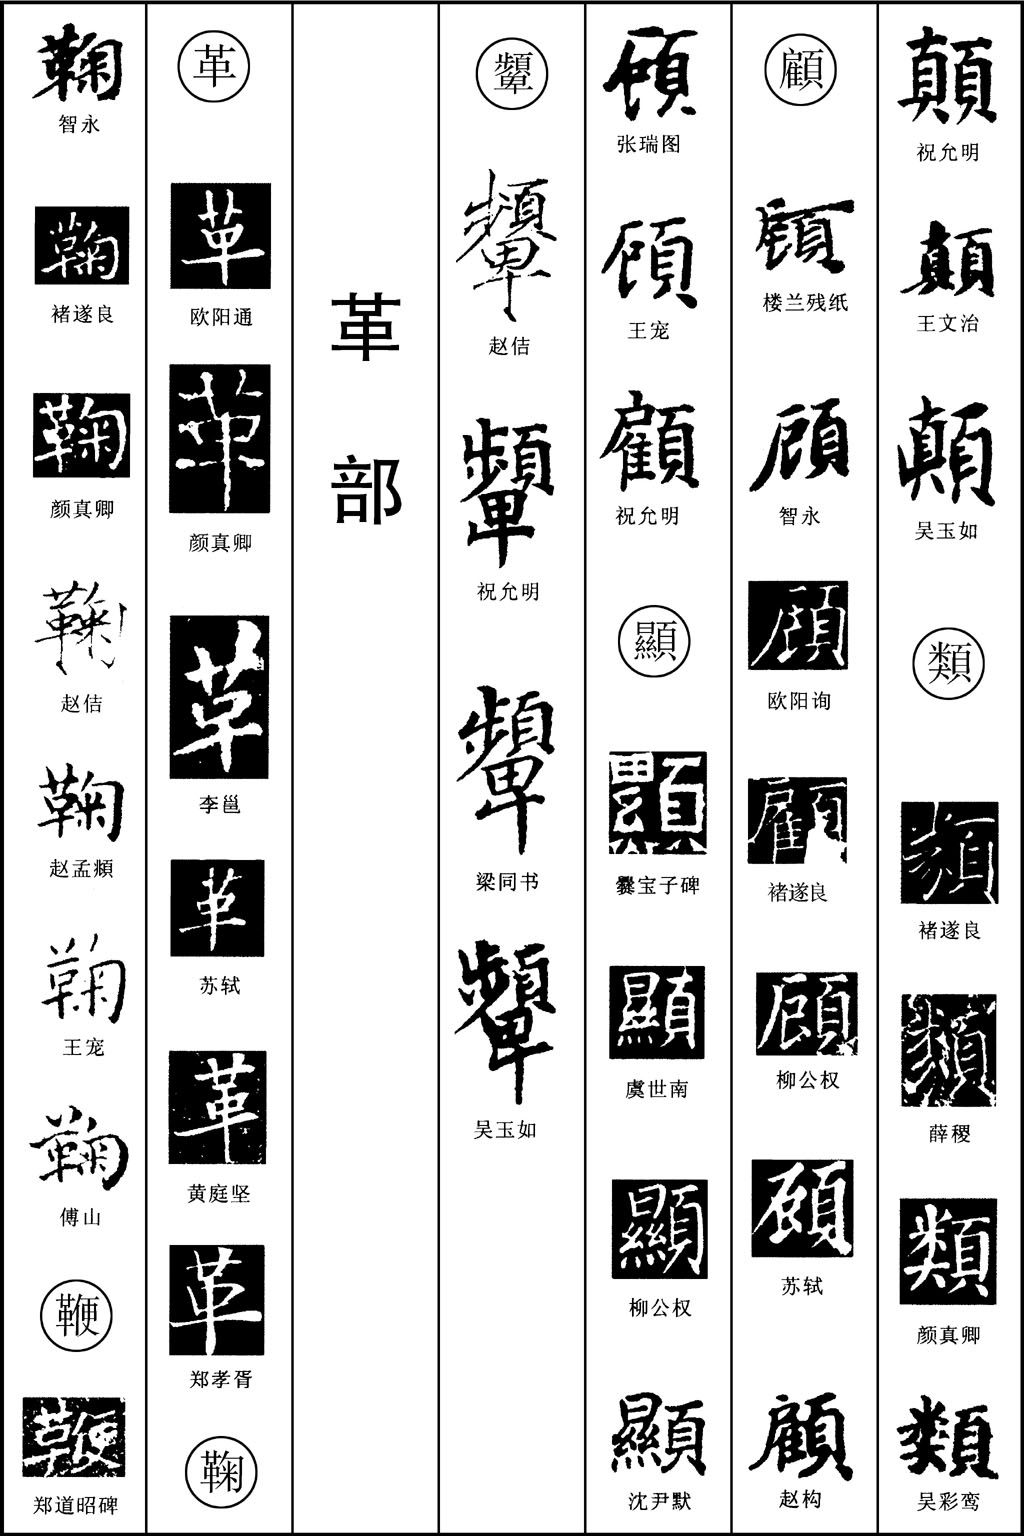 顛
祝允明
顛
王文治
顛
吴玉如
類
類
褚遂良
類
薛稷
類
颜真卿
類
吴彩鸾
顧
顧
楼兰残纸
顧
智永
顧
欧阳询
顧
褚遂良
顧
柳公权
顧
苏轼
顧
赵构
顧
张瑞图
顧
王宠
顧
祝允明
顯
顯
爨宝子碑
顯
虞世南
顯
柳公权
顯
沈尹默
顰
顰
赵佶
顰
祝允明
顰
梁同书
顰
吴玉如
革部
革
革
欧阳通
革
颜真卿
革
李邕
革
苏轼
革
黄庭坚
革
郑孝胥
鞠
鞠
智永
鞠
褚遂良
鞠
颜真卿
鞠
赵佶
鞠
赵孟頫
鞠
王宠
鞠
傅山
鞭
鞭
郑道昭碑